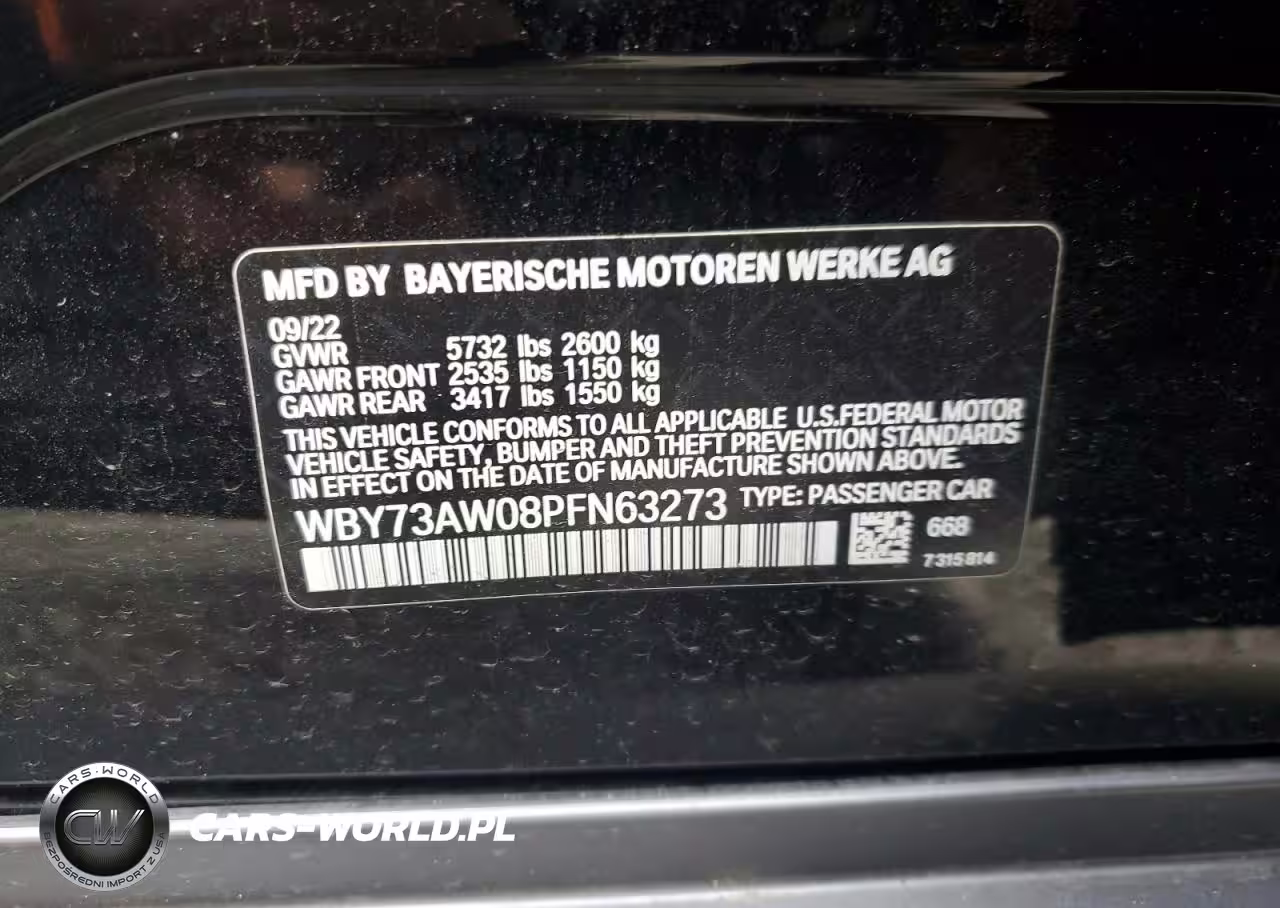 MFD BY BAYERISCHE MOTOREN WERKE AG
09/22
GVWR 5732 lbs 2600 kg
GAWR FRONT 2535 lbs 1150 kg
GAWR REAR 3417 lbs 1550 kg
THIS VEHICLE CONFORMS TO ALL APPLICABLE U.S.FEDERAL MOTOR
VEHICLE SAFETY, BUMPER AND THEFT PREVENTION STANDARDS
IN EFFECT ON THE DATE OF MANUFACTURE SHOWN ABOVE.
WBY73AW08PFN63273 TYPE: PASSENGER CAR
668
7315814
CARS-WORLD
CW
BEZPOŚREDNI IMPORT Z USA
CARS-WORLD.PL